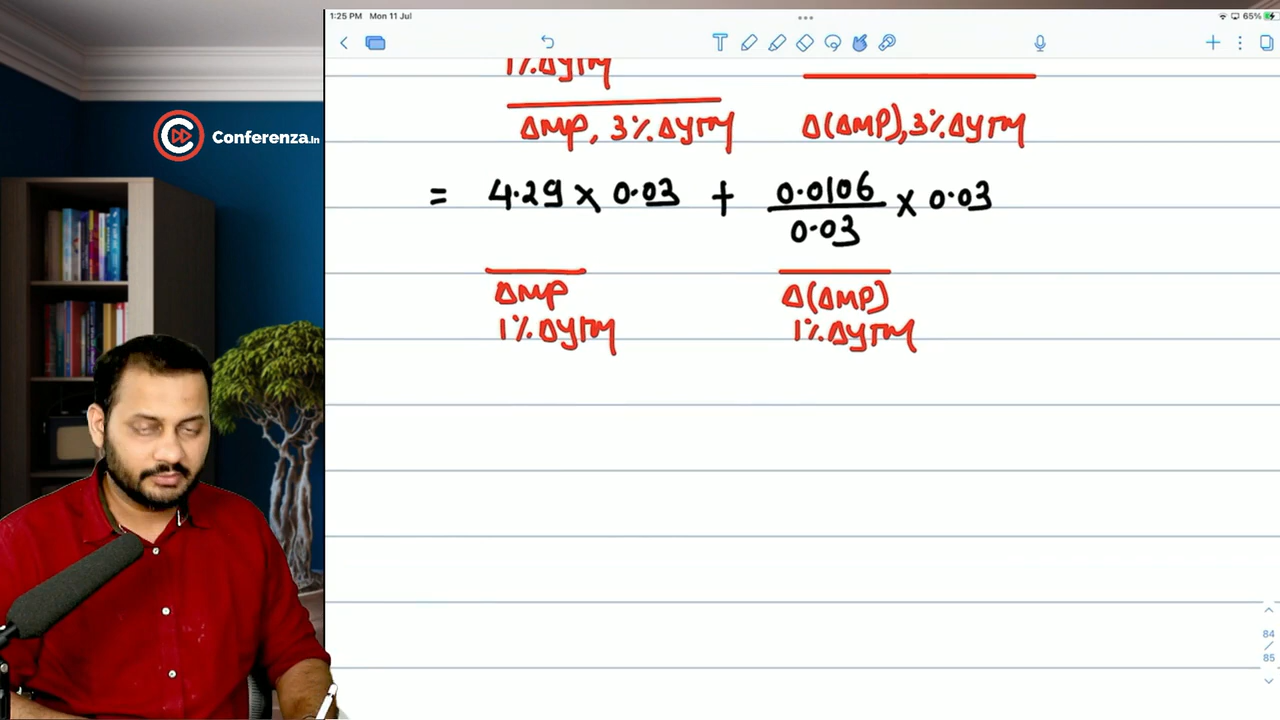 1:25 PM Mon 11 Jul
65%
Conferenza.in
1% ΔYTM
ΔMP, 3% ΔYTM Δ(ΔMP), 3% ΔYTM
= 4.29 × 0.03 + 0.0106 / 0.03 × 0.03
ΔMP Δ(ΔMP)
1% ΔYTM 1% ΔYTM
84
/
85